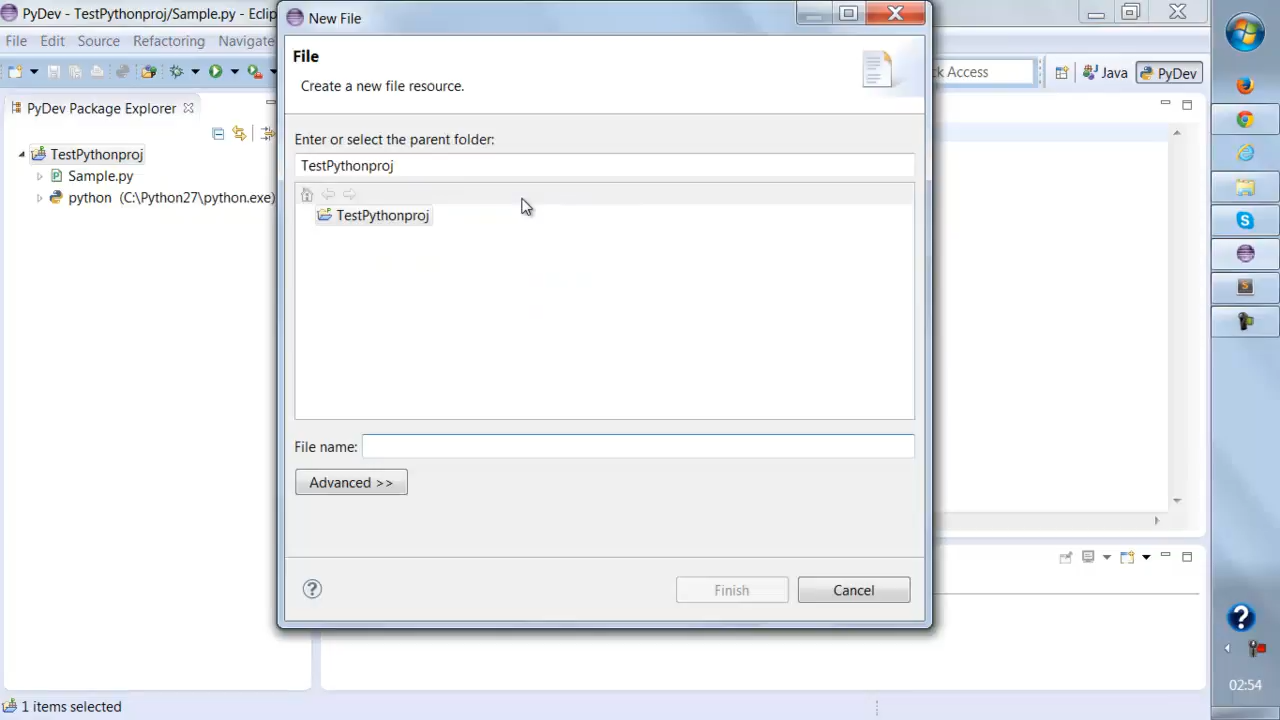 PyDev - TestPythonproj/Sample.py - Eclip
New File
File Edit Source Refactoring Navigate
File
Create a new file resource.
ck Access
Java
PyDev
PyDev Package Explorer
Enter or select the parent folder:
TestPythonproj
TestPythonproj
Sample.py
python (C:\Python27\python.exe)
TestPythonproj
File name:
Advanced >>
Finish
Cancel
1 items selected
02:54